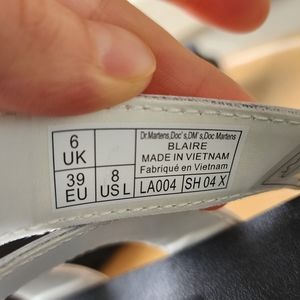 6
UK
39
EU
8
US L
Dr.Martens,Doc's,DM's,Doc Martens
BLAIRE
MADE IN VIETNAM
Fabriqué en Vietnam
LA004
SH 04 X